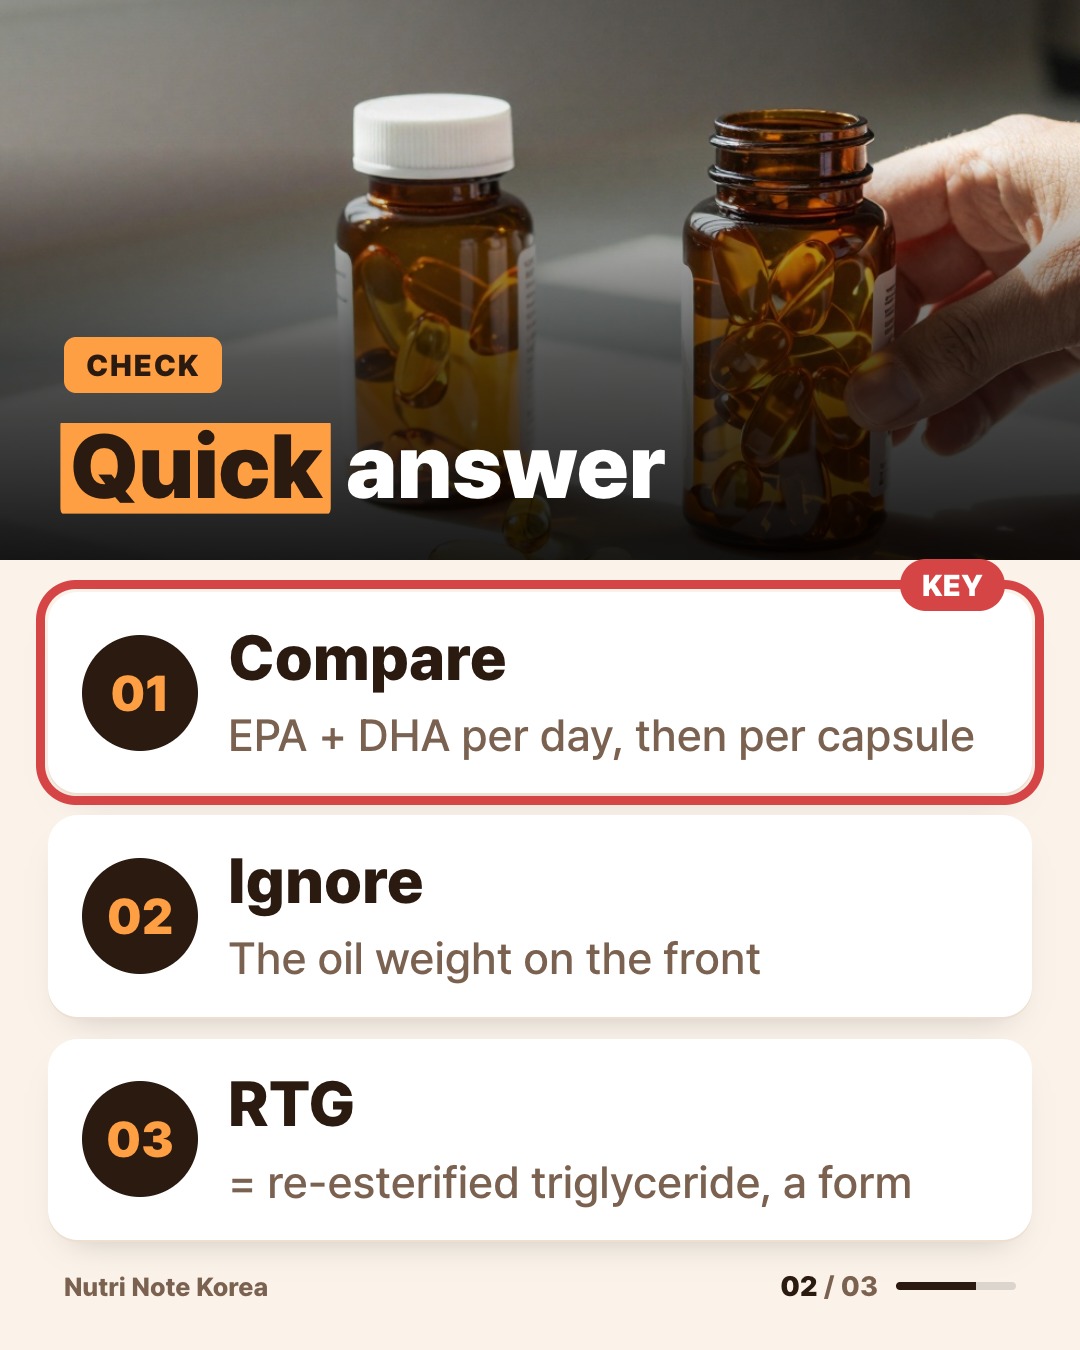 CHECK
Quick answer
KEY
01
Compare
EPA + DHA per day, then per capsule
02
Ignore
The oil weight on the front
03
RTG
= re-esterified triglyceride, a form
Nutri Note Korea
02 / 03